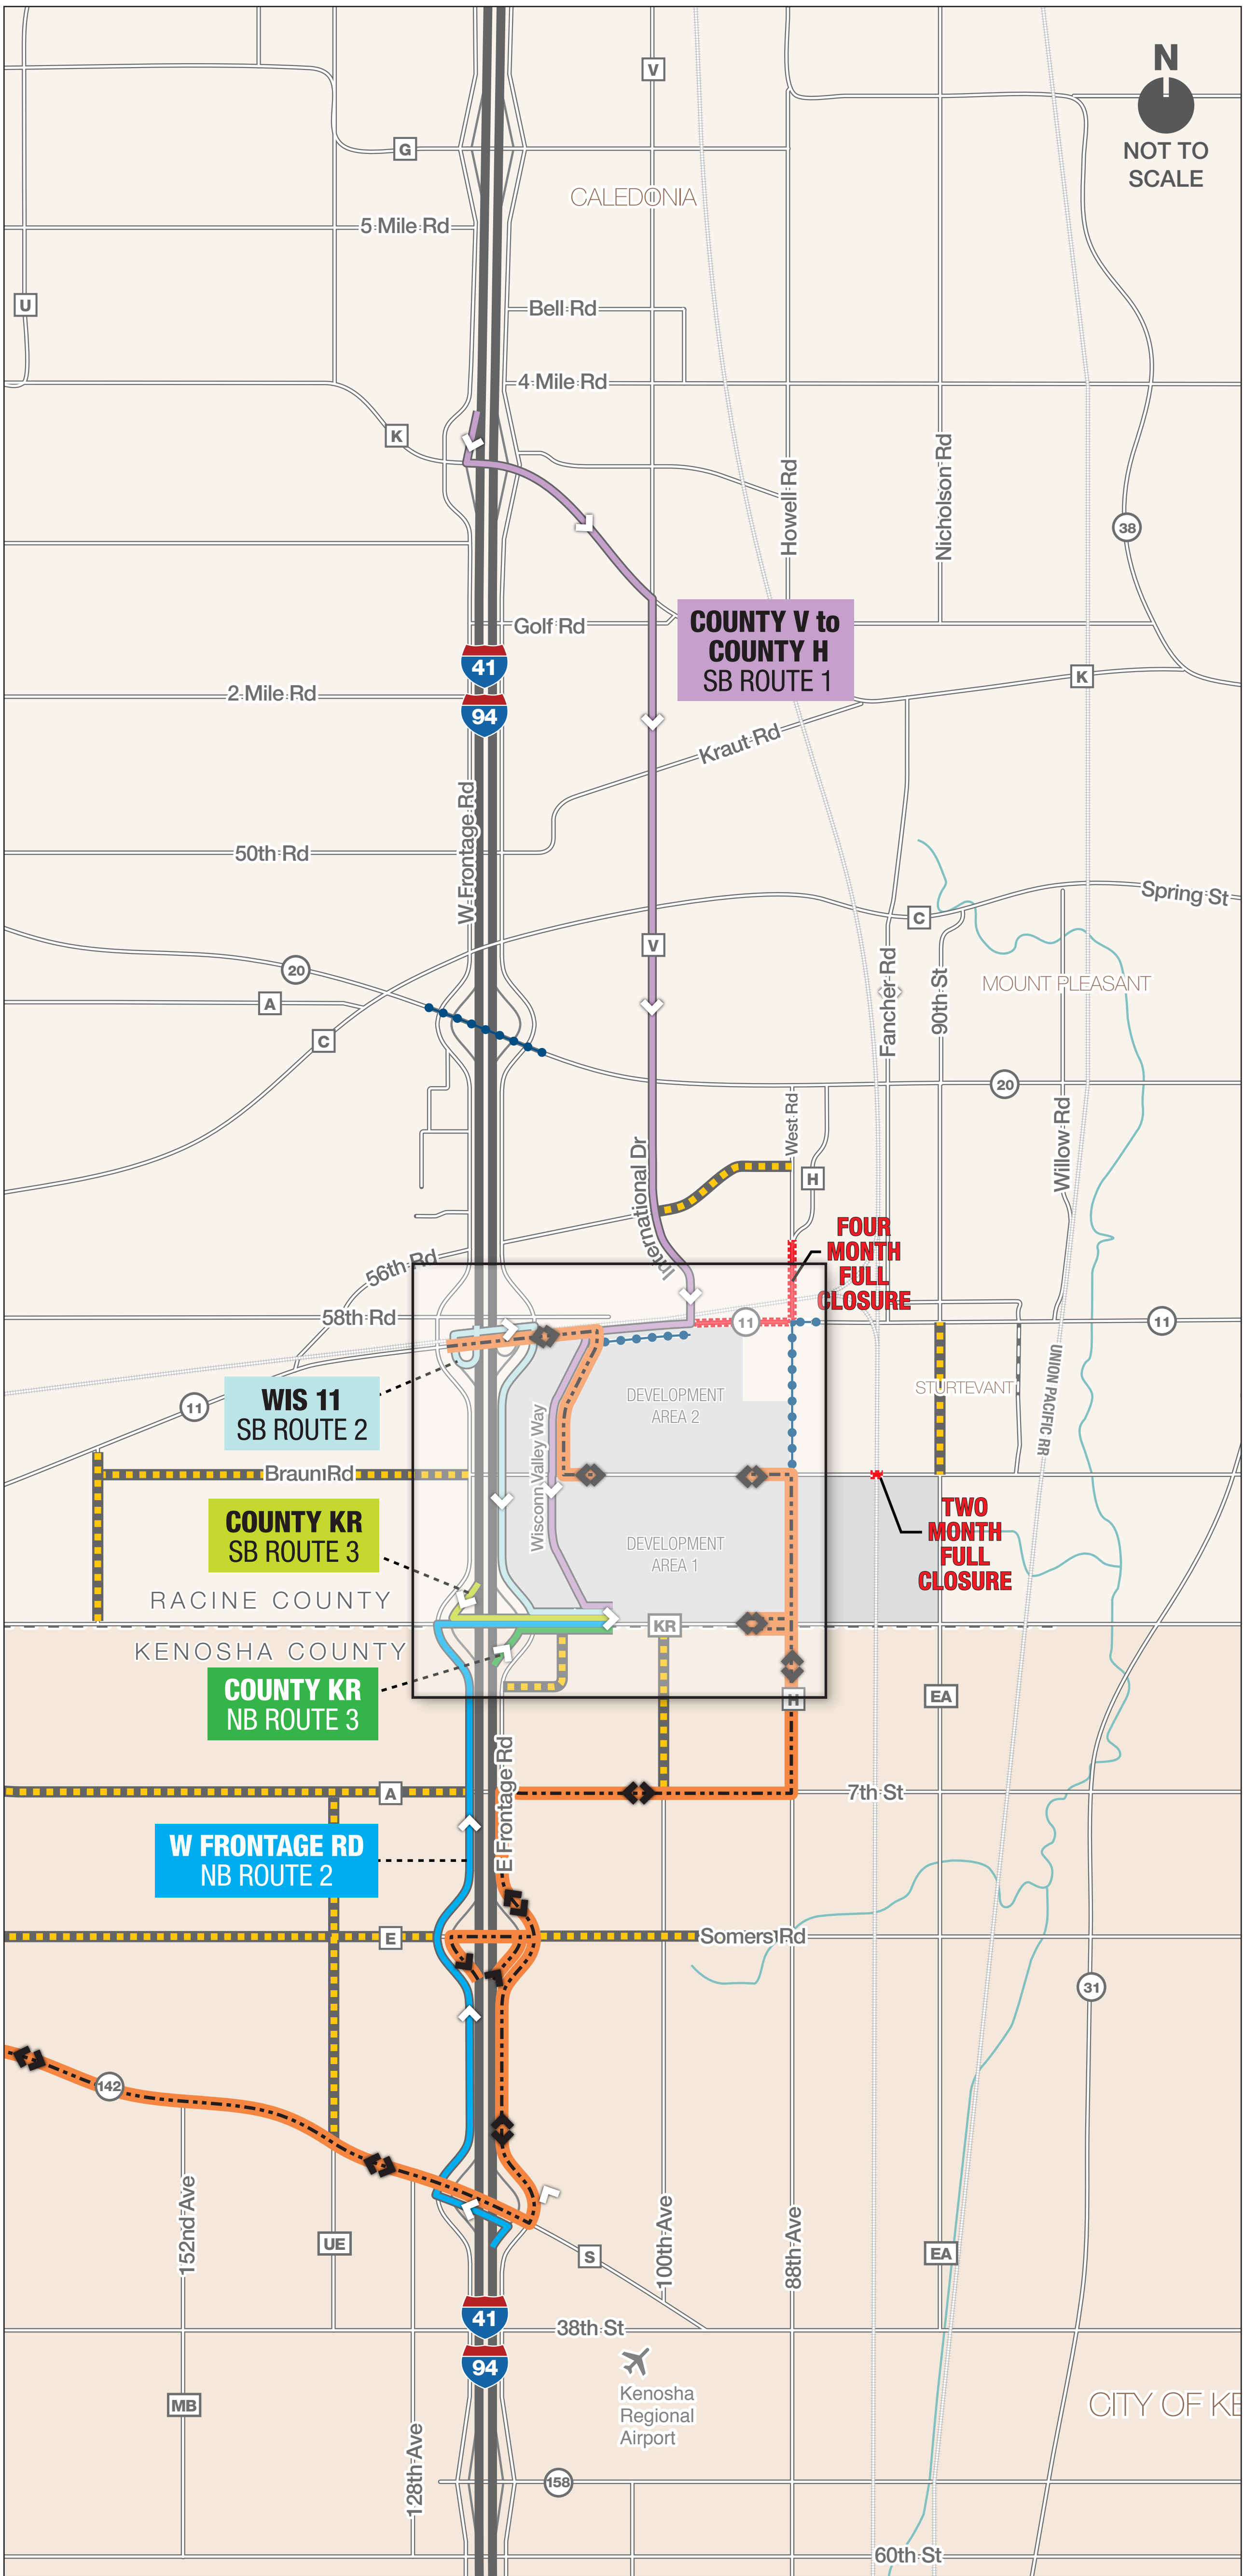 N
NOT TO
SCALE
V
G
CALEDONIA
5 Mile Rd
U
Bell Rd
4 Mile Rd
K
Howell Rd
Nicholson Rd
38
COUNTY V to
COUNTY H
SB ROUTE 1
Golf Rd
41
K
2 Mile Rd
94
Kraut Rd
W Frontage Rd
50th Rd
Spring St
C
V
Fancher Rd
90th St
20
MOUNT PLEASANT
A
C
20
West Rd
Willow Rd
International Dr
H
FOUR
MONTH
FULL
CLOSURE
56th Rd
58th Rd
11
11
UNION PACIFIC RR
WIS 11
SB ROUTE 2
11
DEVELOPMENT
AREA 2
STURTEVANT
Wisconn Valley Way
Braun Rd
COUNTY KR
SB ROUTE 3
DEVELOPMENT
AREA 1
TWO
MONTH
FULL
CLOSURE
RACINE COUNTY
KR
KENOSHA COUNTY
COUNTY KR
NB ROUTE 3
H
EA
E Frontage Rd
A
7th St
W FRONTAGE RD
NB ROUTE 2
E
Somers Rd
31
142
152nd Ave
UE
S
100th Ave
88th Ave
EA
41
38th St
94
Kenosha
Regional
Airport
MB
CITY OF KE
128th Ave
158
60th St